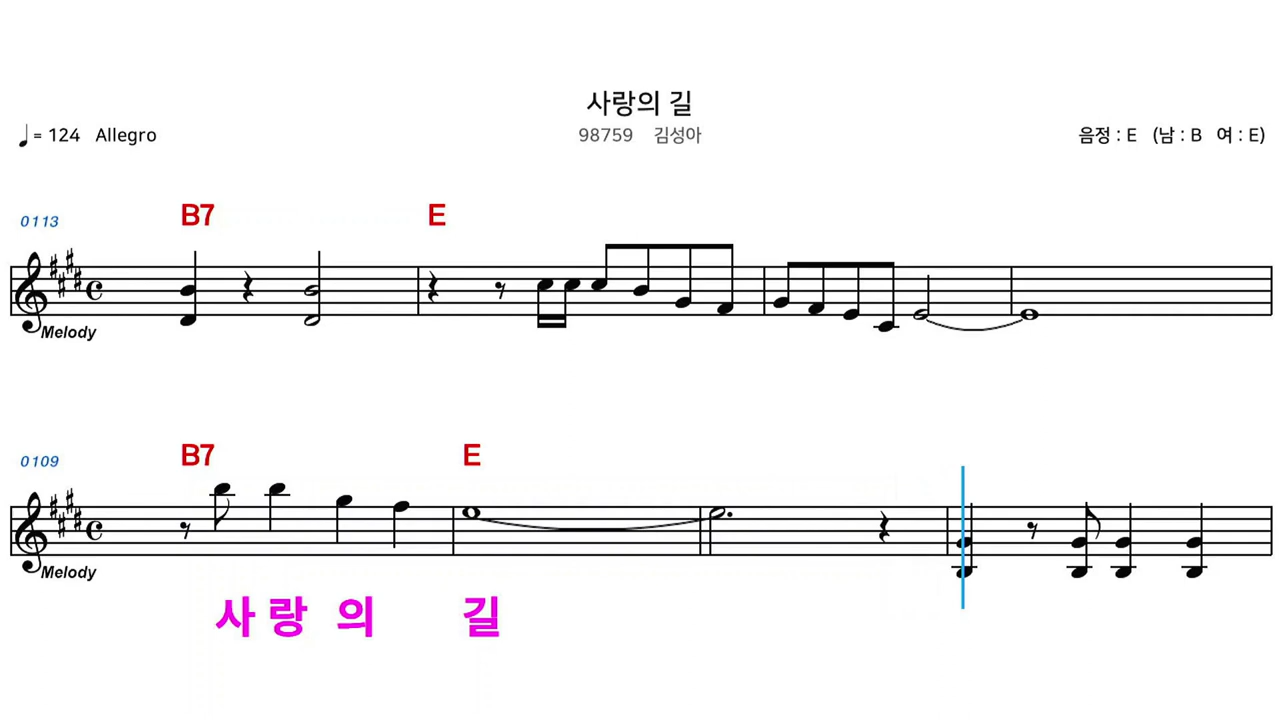 사랑의 길
♩= 124 Allegro
98759 김성아
음정 : E (남 : B 여 : E)
0113
B7 E
Melody
0109
B7 E
Melody
사 랑 의 길